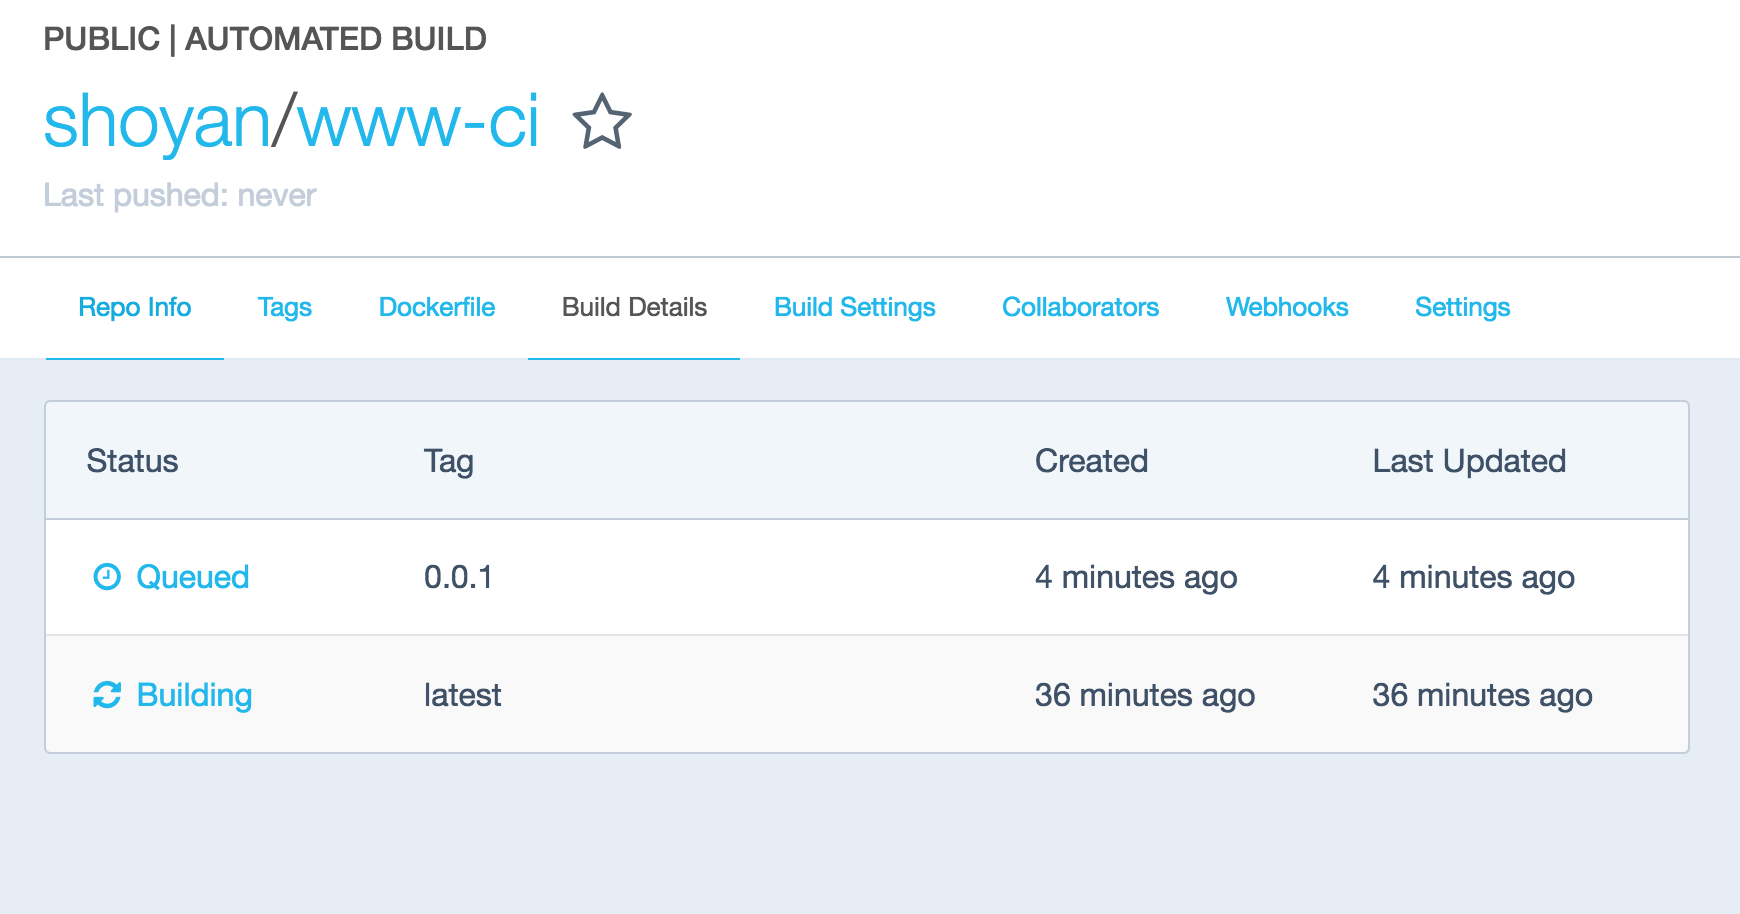 PUBLIC | AUTOMATED BUILD
shoyan/www-ci
Last pushed: never
Repo Info Tags Dockerfile Build Details Build Settings Collaborators Webhooks Settings
Status Tag Created Last Updated
Queued 0.0.1 4 minutes ago 4 minutes ago
Building latest 36 minutes ago 36 minutes ago